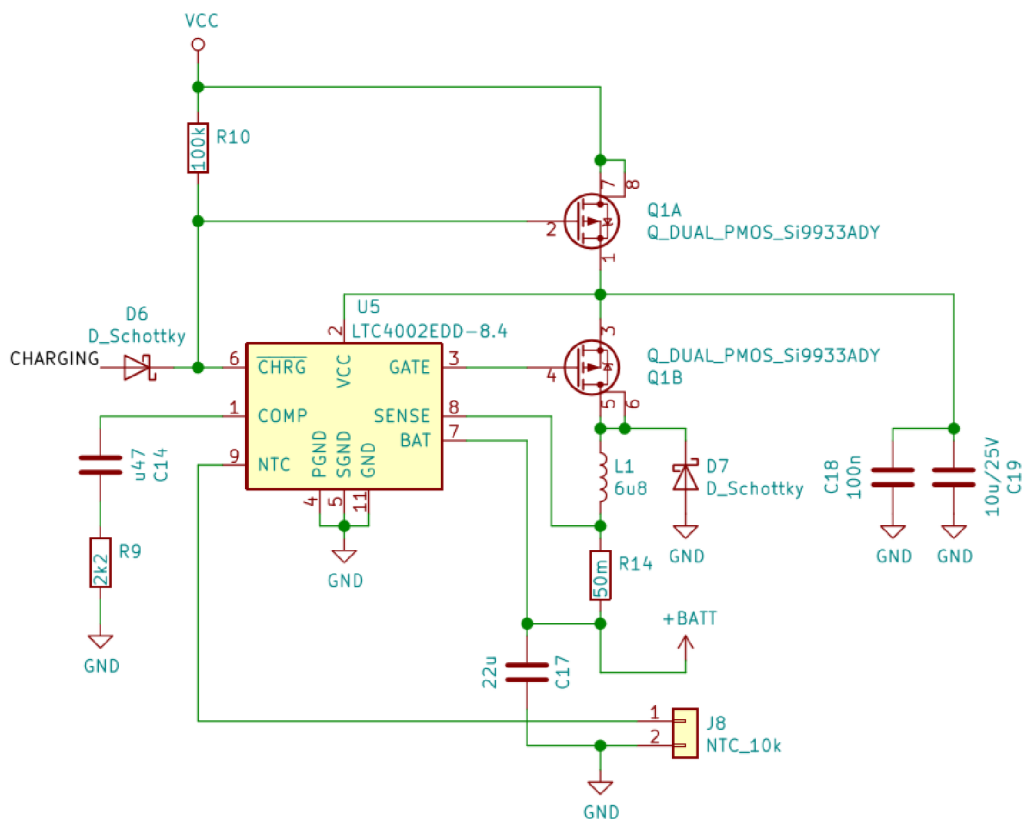 VCC
R10
100k
7
8
Q1A
Q_DUAL_PMOS_Si9933ADY
2
1
D6
D_Schottky
CHARGING
U5
LTC4002EDD-8.4
2
3
Q_DUAL_PMOS_Si9933ADY
Q1B
6
CHRG
VCC
GATE
3
4
5
6
1
COMP
SENSE
8
BAT
7
9
NTC
PGND
SGND
GND
4
5
11
u47
C14
L1
6u8
D7
D_Schottky
C18
100n
10u/25V
C19
R9
2k2
GND
GND
GND
GND
GND
R14
50m
+BATT
22u
C17
1
2
J8
NTC_10k
GND